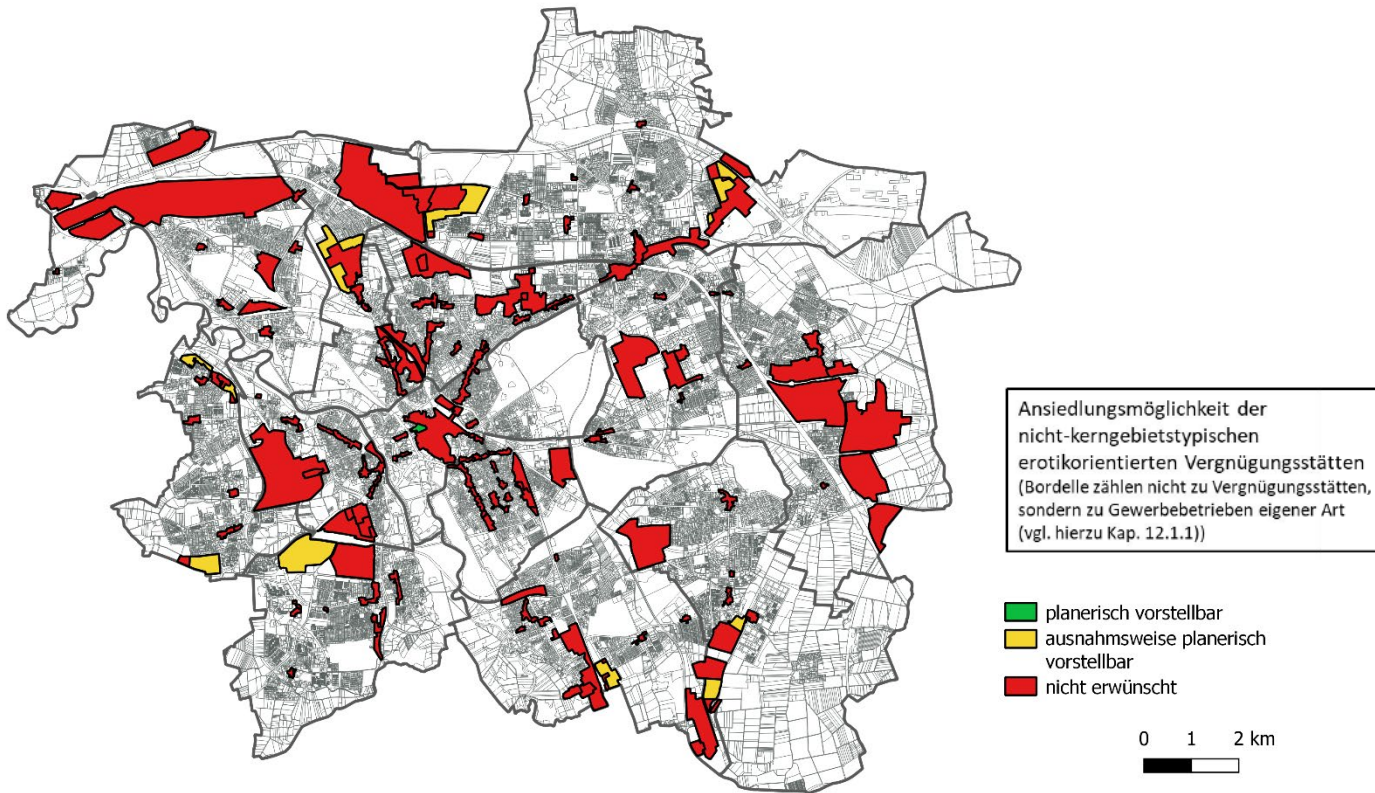 Ansiedlungsmöglichkeit der
nicht-kerngebietstypischen
erotikorientierten Vergnügungsstätten
(Bordelle zählen nicht zu Vergnügungsstätten,
sondern zu Gewerbebetrieben eigener Art
(vgl. hierzu Kap. 12.1.1))
planerisch vorstellbar
ausnahmsweise planerisch
vorstellbar
nicht erwünscht
0 1 2 km